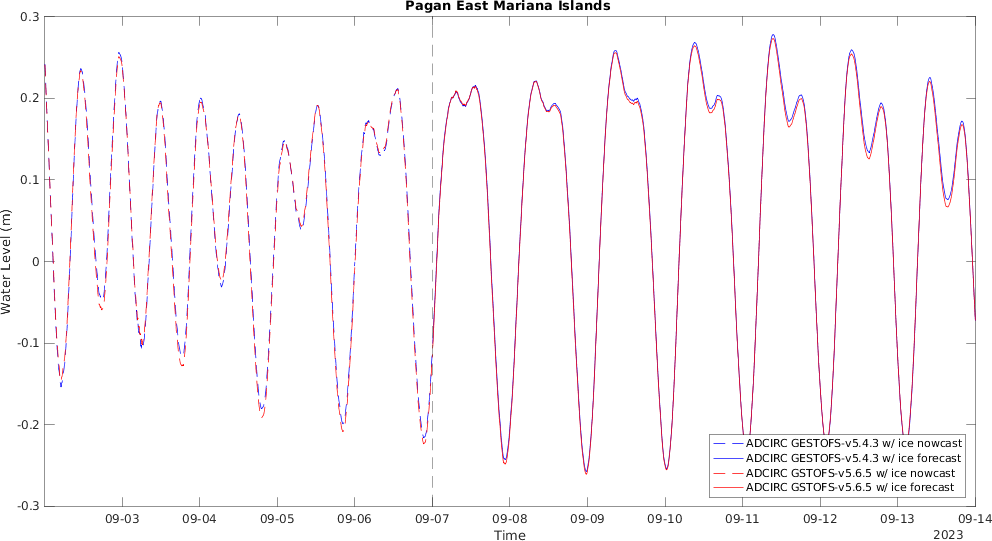 Pagan East Mariana Islands
0.3
0.2
0.1
0
-0.1
-0.2
-0.3
Water Level (m)
09-03 09-04 09-05 09-06 09-07 09-08 09-09 09-10 09-11 09-12 09-13 09-14
Time
2023
ADCIRC GESTOFS-v5.4.3 w/ ice nowcast
ADCIRC GESTOFS-v5.4.3 w/ ice forecast
ADCIRC GSTOFS-v5.6.5 w/ ice nowcast
ADCIRC GSTOFS-v5.6.5 w/ ice forecast